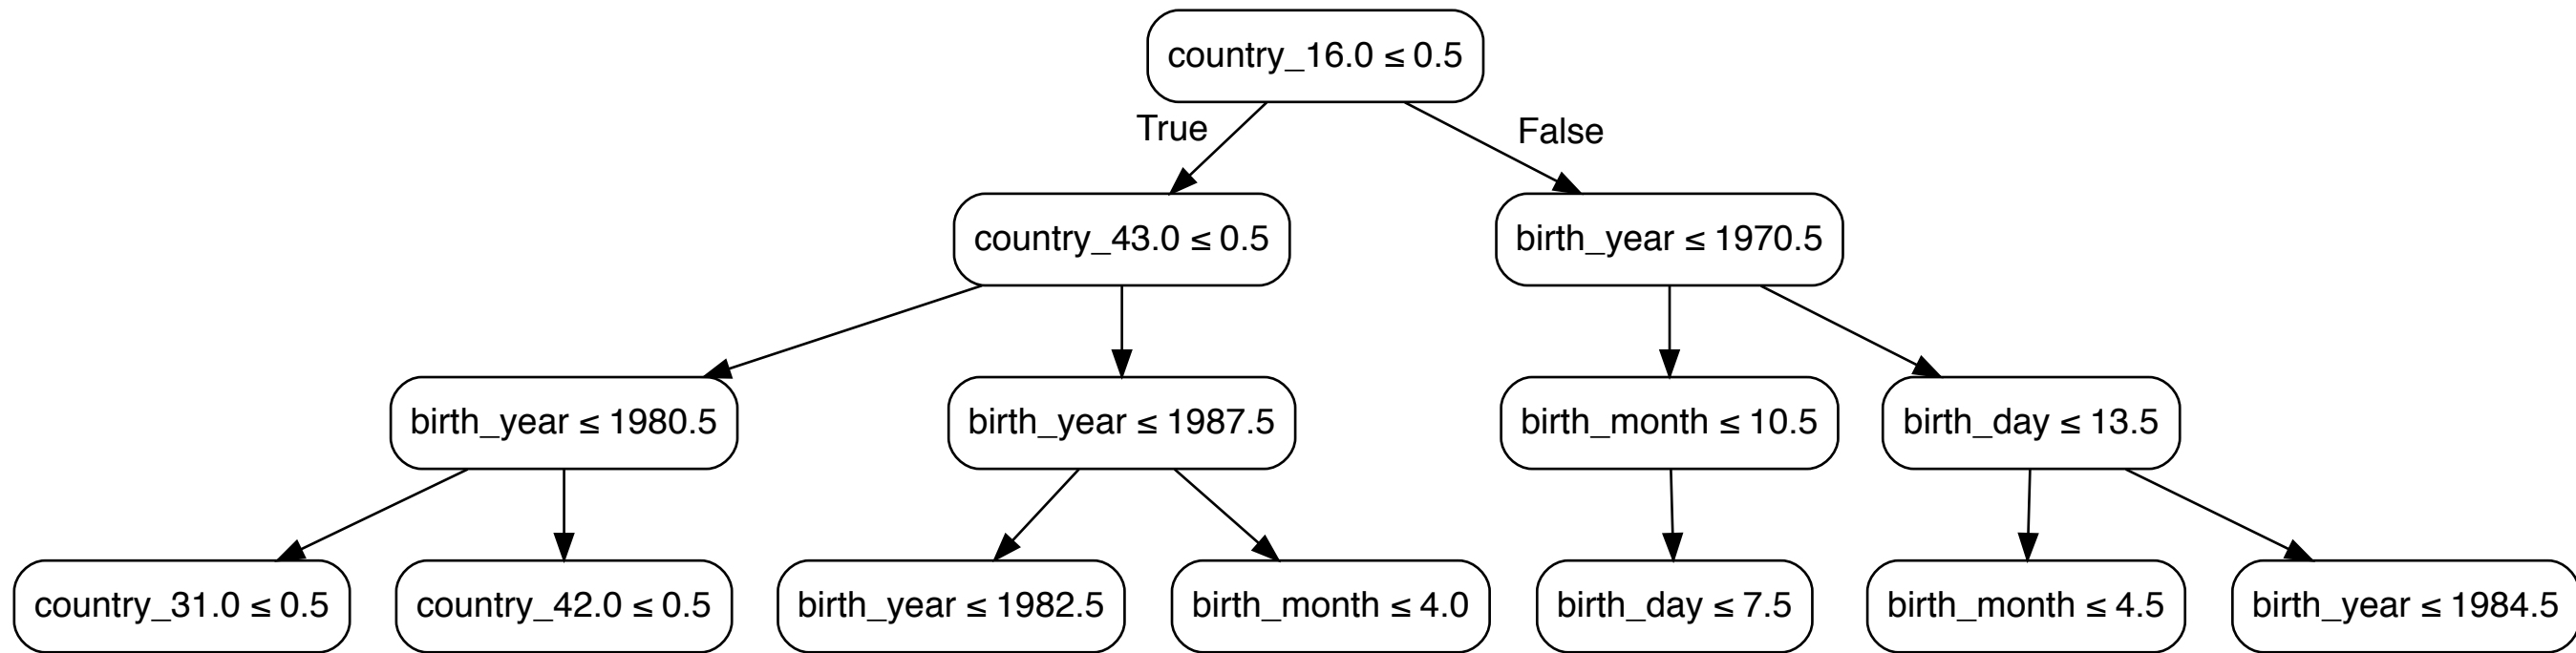 country_16.0 ≤ 0.5
True
False
country_43.0 ≤ 0.5
birth_year ≤ 1970.5
birth_year ≤ 1980.5
birth_year ≤ 1987.5
birth_month ≤ 10.5
birth_day ≤ 13.5
country_31.0 ≤ 0.5
country_42.0 ≤ 0.5
birth_year ≤ 1982.5
birth_month ≤ 4.0
birth_day ≤ 7.5
birth_month ≤ 4.5
birth_year ≤ 1984.5